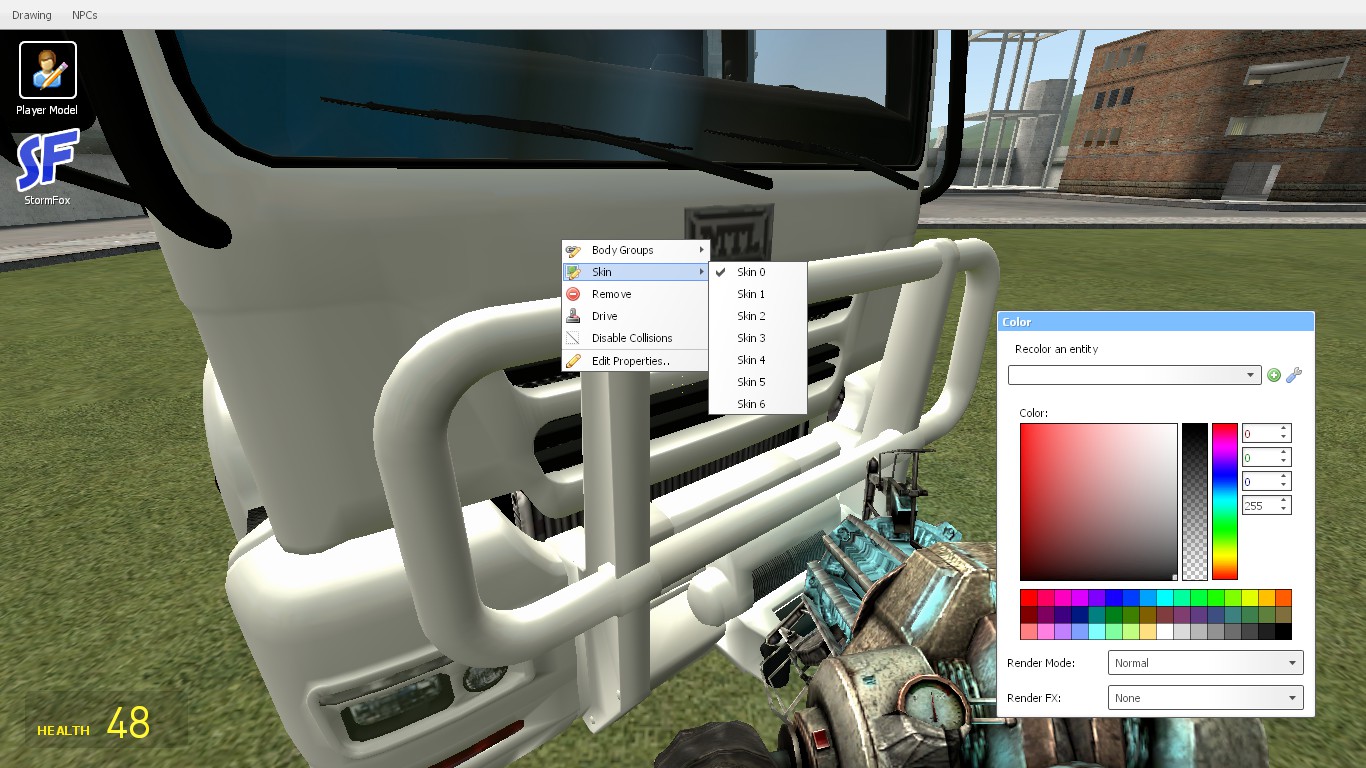 Drawing NPCs
Player Model
SF
StormFox
MTL
Body Groups
Skin
Remove
Drive
Disable Collisions
Edit Properties..
Skin 0
Skin 1
Skin 2
Skin 3
Skin 4
Skin 5
Skin 6
Color
Recolor an entity
Color:
0
0
0
255
Render Mode: Normal
Render FX: None
HEALTH 48